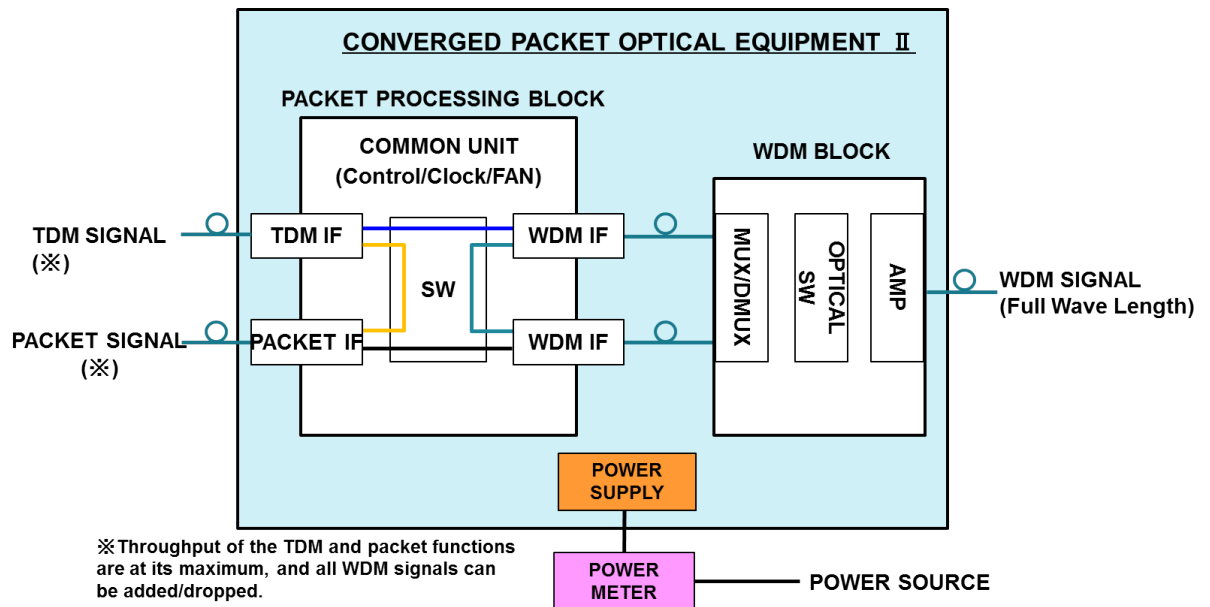 CONVERGED PACKET OPTICAL EQUIPMENT Ⅱ
PACKET PROCESSING BLOCK
COMMON UNIT
(Control/Clock/FAN)
WDM BLOCK
TDM SIGNAL
(※)
TDM IF
WDM IF
SW
PACKET SIGNAL
(※)
PACKET IF
WDM IF
MUX/DMUX
OPTICAL
SW
AMP
WDM SIGNAL
(Full Wave Length)
POWER
SUPPLY
※Throughput of the TDM and packet functions
are at its maximum, and all WDM signals can
be added/dropped.
POWER
METER
POWER SOURCE